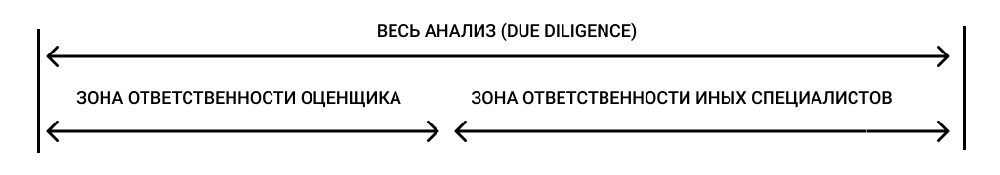 ВЕСЬ АНАЛИЗ (DUE DILIGENCE)
ЗОНА ОТВЕТСТВЕННОСТИ ОЦЕНЩИКА
ЗОНА ОТВЕТСТВЕННОСТИ ИНЫХ СПЕЦИАЛИСТОВ